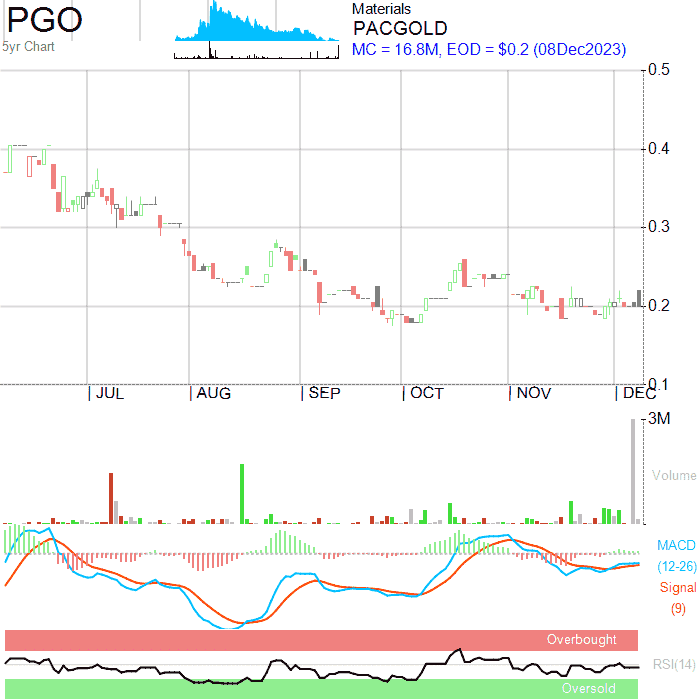 PGO
5yr Chart
Materials
PACGOLD
MC = 16.8M, EOD = $0.2 (08Dec2023)
0.5
0.4
0.3
0.2
0.1
JUL AUG SEP OCT NOV DEC
3M
Volume
MACD
(12-26)
Signal
(9)
Overbought
RSI(14)
Oversold